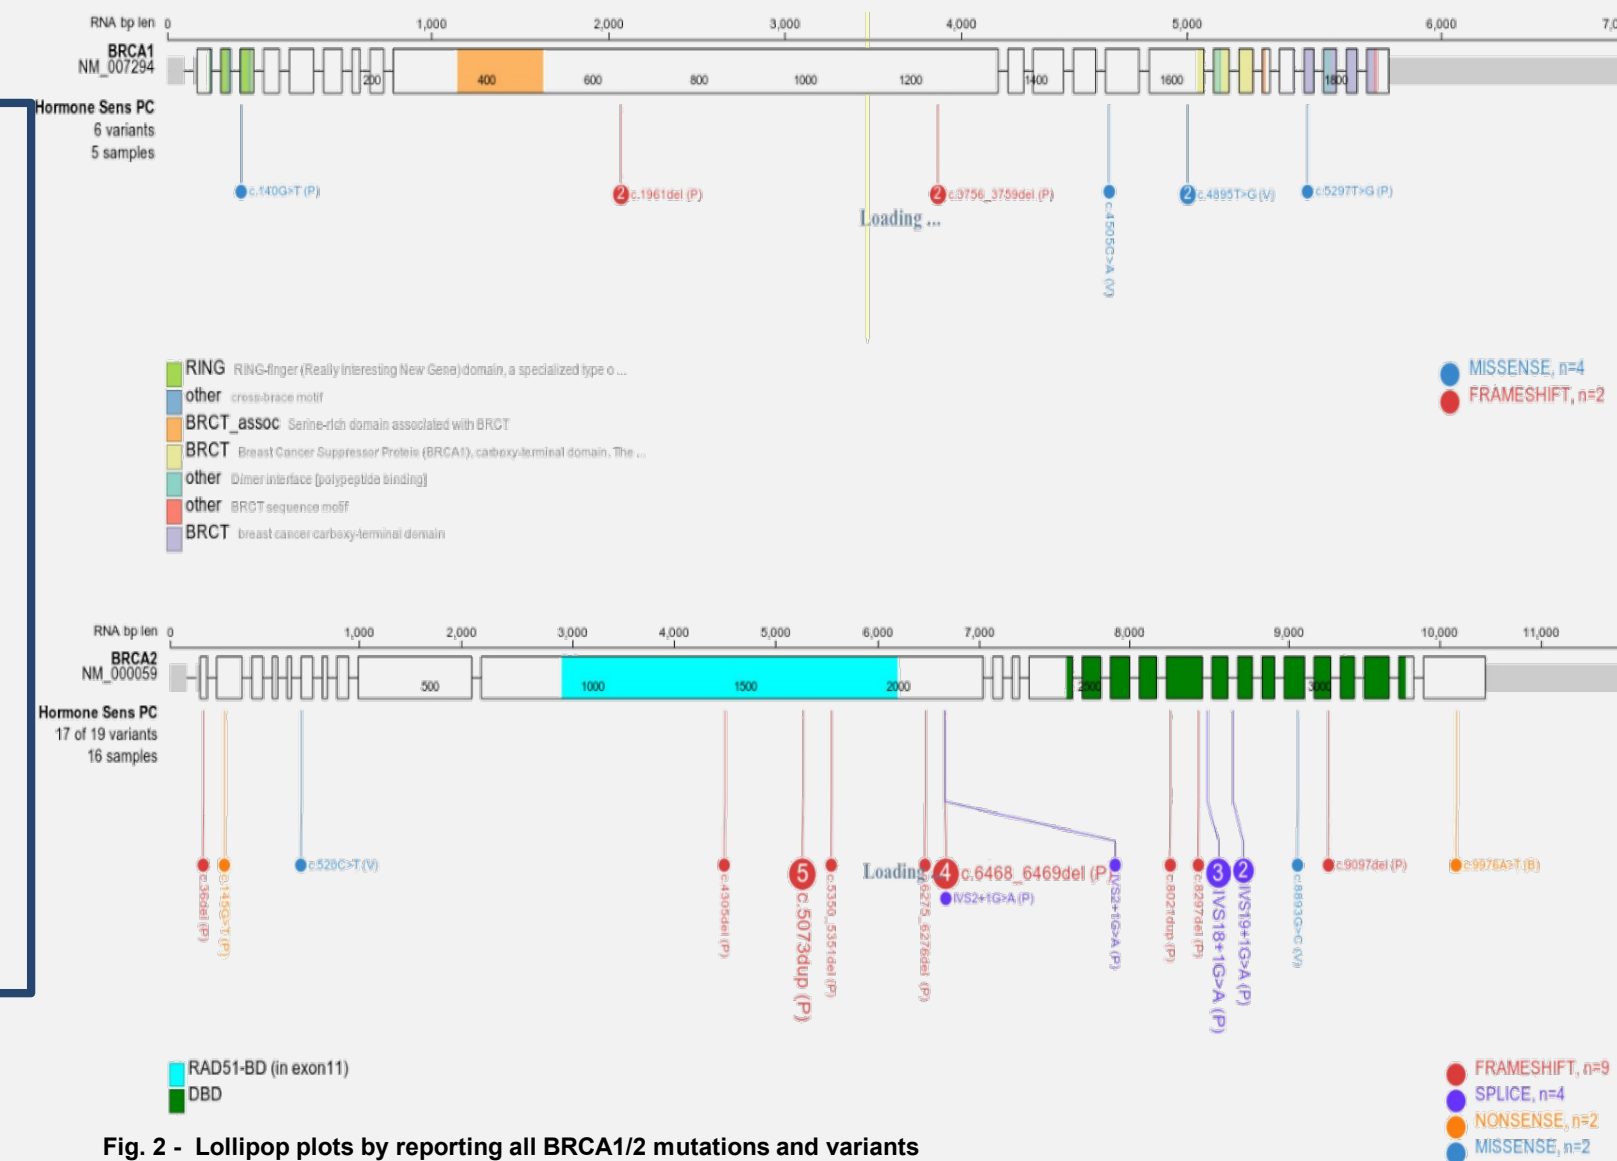 RNA bp len 0 1,000 2,000 3,000 4,000 5,000 6,000 7,0
BRCA1
NM_007294
200 400 600 800 1000 1200 1400 1600 1800
Hormone Sens PC
6 variants
5 samples
c.140G>T (P) 2 c.1961del (P) 2 c.3756_3759del (P) 2 c.4895T>G (V) c.5297T>G (P)
c.4505C>A (V)
Loading ...
RING RING-finger (Really Interesting New Gene) domain, a specialized type o ...
other cross-brace motif
BRCT_assoc Serine-rich domain associated with BRCT
BRCT Breast Cancer Suppressor Protein (BRCA1), carboxy-terminal domain. The ...
other Dimer interface [polypeptide binding]
other BRCT sequence motif
BRCT breast cancer carboxy-terminal domain
MISSENSE, n=4
FRAMESHIFT, n=2
RNA bp len 0 1,000 2,000 3,000 4,000 5,000 6,000 7,000 8,000 9,000 10,000 11,000
BRCA2
NM_000059
500 1000 1500 2000 2500 3000
Hormone Sens PC
17 of 19 variants
16 samples
c.36del (P)
c.145G>T (P)
c.520C>T (V)
c.4305del (P)
5 c.5073dup (P)
c.5350_5351del (P)
Loading
c.6275_6276del (P)
4 c.6468_6469del (P)
IVS2+1G>A (P)
IVS2+1G>A (P)
c.8021dup (P)
c.8297del (P)
3 IVS18+1G>A (P)
2 IVS19+1G>A (P)
c.8893G>C (V)
c.9097del (P)
c.9976A>T (B)
RAD51-BD (in exon11)
DBD
FRAMESHIFT, n=9
SPLICE, n=4
NONSENSE, n=2
MISSENSE, n=2
Fig. 2 - Lollipop plots by reporting all BRCA1/2 mutations and variants